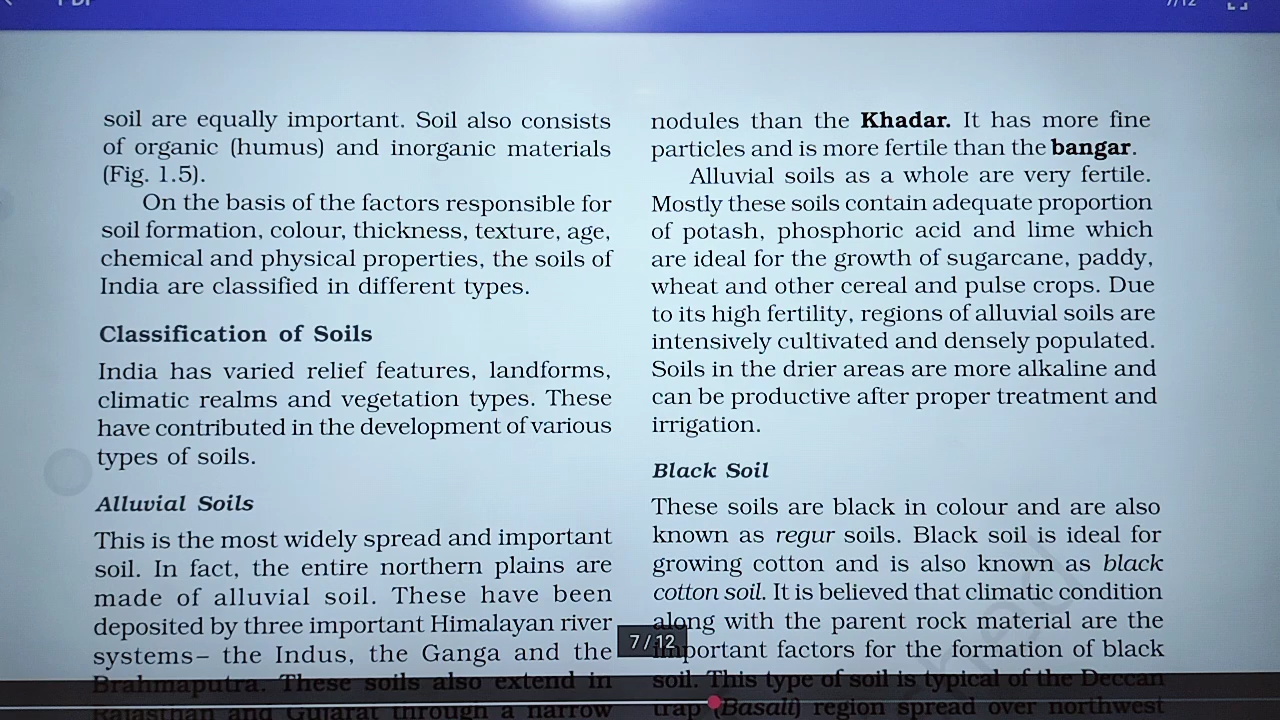 7/12
soil are equally important. Soil also consists
of organic (humus) and inorganic materials
(Fig. 1.5).
On the basis of the factors responsible for
soil formation, colour, thickness, texture, age,
chemical and physical properties, the soils of
India are classified in different types.
Classification of Soils
India has varied relief features, landforms,
climatic realms and vegetation types. These
have contributed in the development of various
types of soils.
Alluvial Soils
This is the most widely spread and important
soil. In fact, the entire northern plains are
made of alluvial soil. These have been
deposited by three important Himalayan river
systems– the Indus, the Ganga and the
Brahmaputra. These soils also extend in
Rajasthan and Gujarat through a narrow
nodules than the Khadar. It has more fine
particles and is more fertile than the bangar.
Alluvial soils as a whole are very fertile.
Mostly these soils contain adequate proportion
of potash, phosphoric acid and lime which
are ideal for the growth of sugarcane, paddy,
wheat and other cereal and pulse crops. Due
to its high fertility, regions of alluvial soils are
intensively cultivated and densely populated.
Soils in the drier areas are more alkaline and
can be productive after proper treatment and
irrigation.
Black Soil
These soils are black in colour and are also
known as regur soils. Black soil is ideal for
growing cotton and is also known as black
cotton soil. It is believed that climatic condition
along with the parent rock material are the
important factors for the formation of black
soil. This type of soil is typical of the Deccan
trap (Basalt) region spread over northwest
7/12